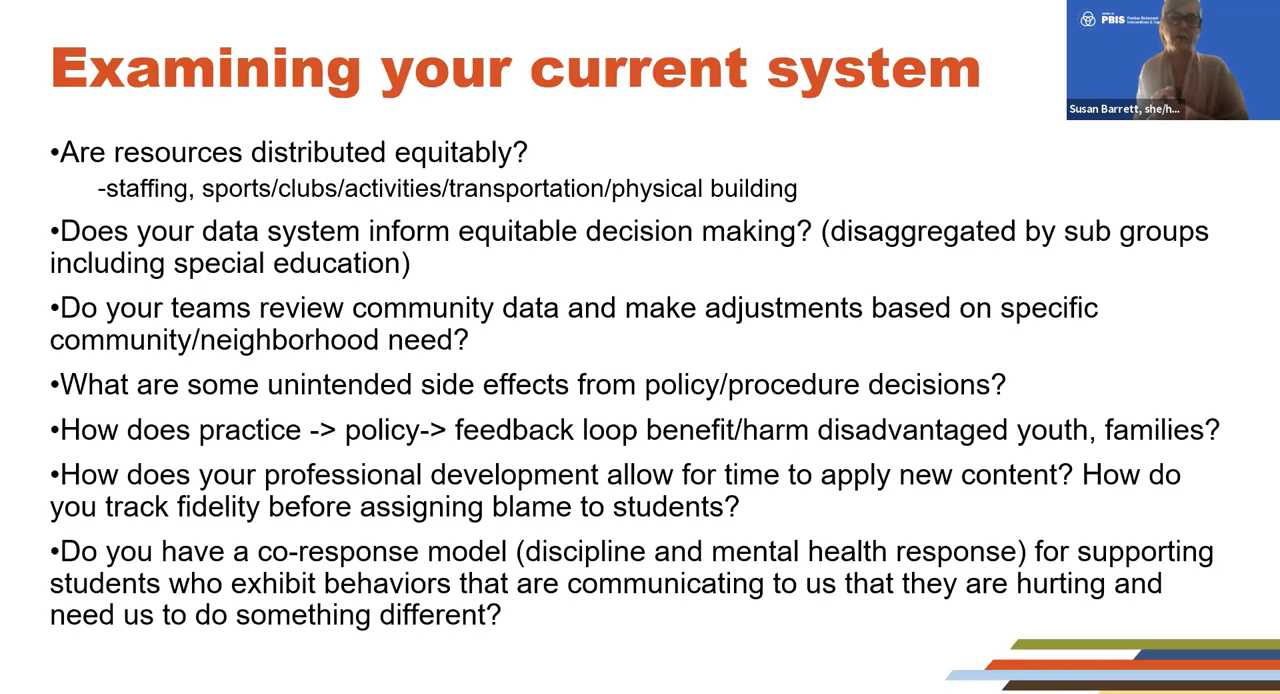 Examining your current system
PBIS
Susan Barrett, she/h...
•Are resources distributed equitably?
-staffing, sports/clubs/activities/transportation/physical building
•Does your data system inform equitable decision making? (disaggregated by sub groups
including special education)
•Do your teams review community data and make adjustments based on specific
community/neighborhood need?
•What are some unintended side effects from policy/procedure decisions?
•How does practice -> policy-> feedback loop benefit/harm disadvantaged youth, families?
•How does your professional development allow for time to apply new content? How do
you track fidelity before assigning blame to students?
•Do you have a co-response model (discipline and mental health response) for supporting
students who exhibit behaviors that are communicating to us that they are hurting and
need us to do something different?